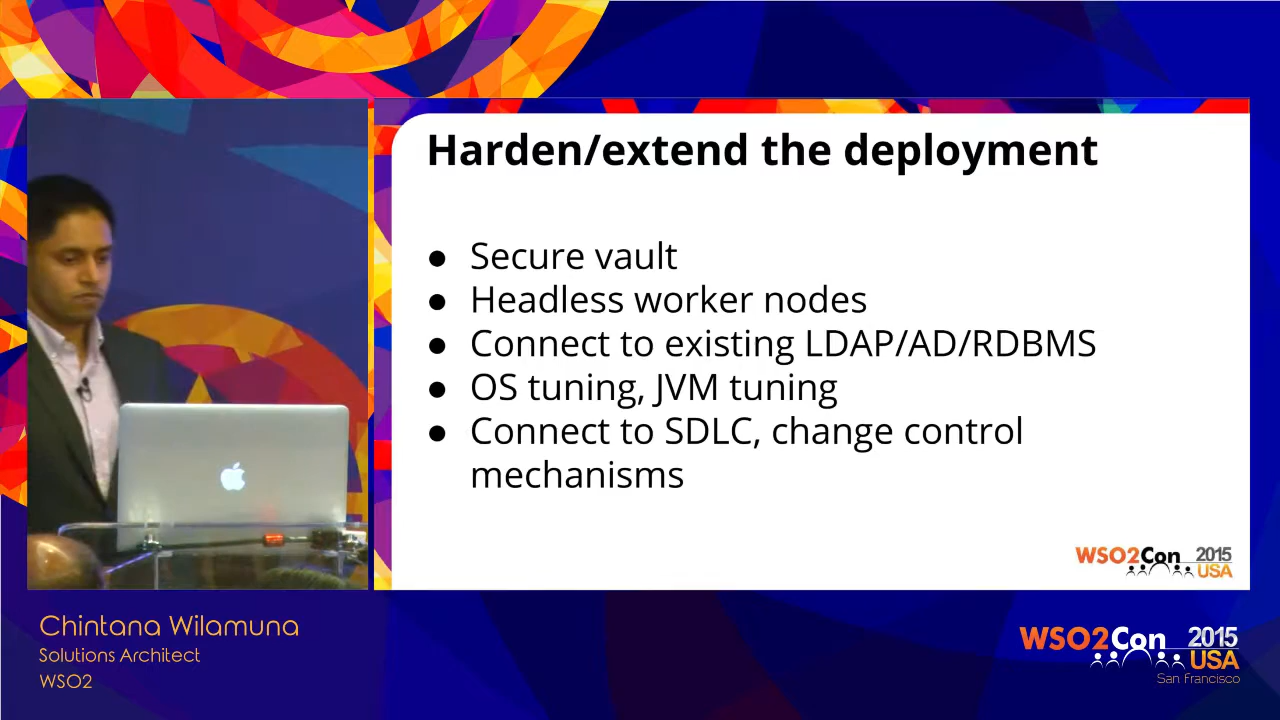 Harden/extend the deployment
● Secure vault
● Headless worker nodes
● Connect to existing LDAP/AD/RDBMS
● OS tuning, JVM tuning
● Connect to SDLC, change control
mechanisms
WSO2Con 2015
USA
Chintana Wilamuna
Solutions Architect
WSO2
WSO2Con 2015
USA
San Francisco